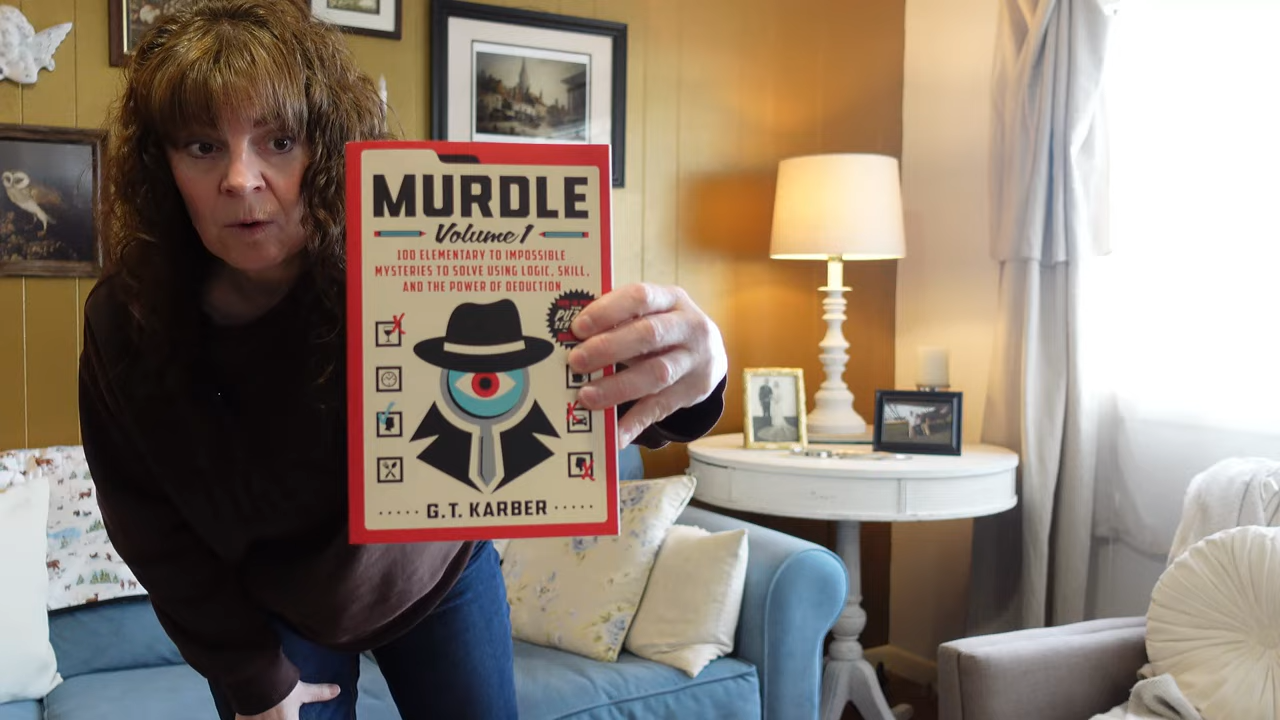 MURDLE
Volume 1
100 ELEMENTARY TO IMPOSSIBLE
MYSTERIES TO SOLVE USING LOGIC, SKILL,
AND THE POWER OF DEDUCTION
G.T. KARBER